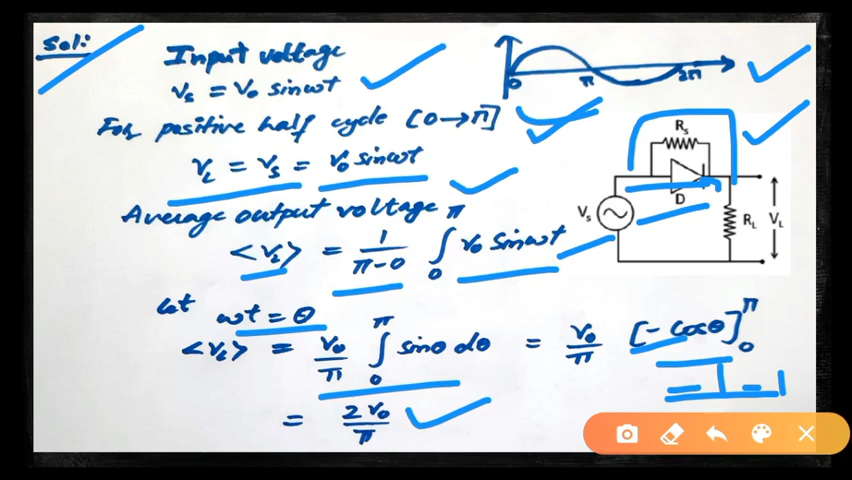 Sol:
Input voltage
Vs = V0 sinωt
For positive half cycle [0→π]
VL = Vs = V0 sinωt
Average output voltage
<VL> = 1/(π-0) ∫₀^π V0 sinωt
let ωt = θ
<VL> = V0/π ∫₀^π sinθ dθ = V0/π [-cosθ]₀^π
= 2V0/π
0 π 2π
Rs
D
Vs
RL
VL